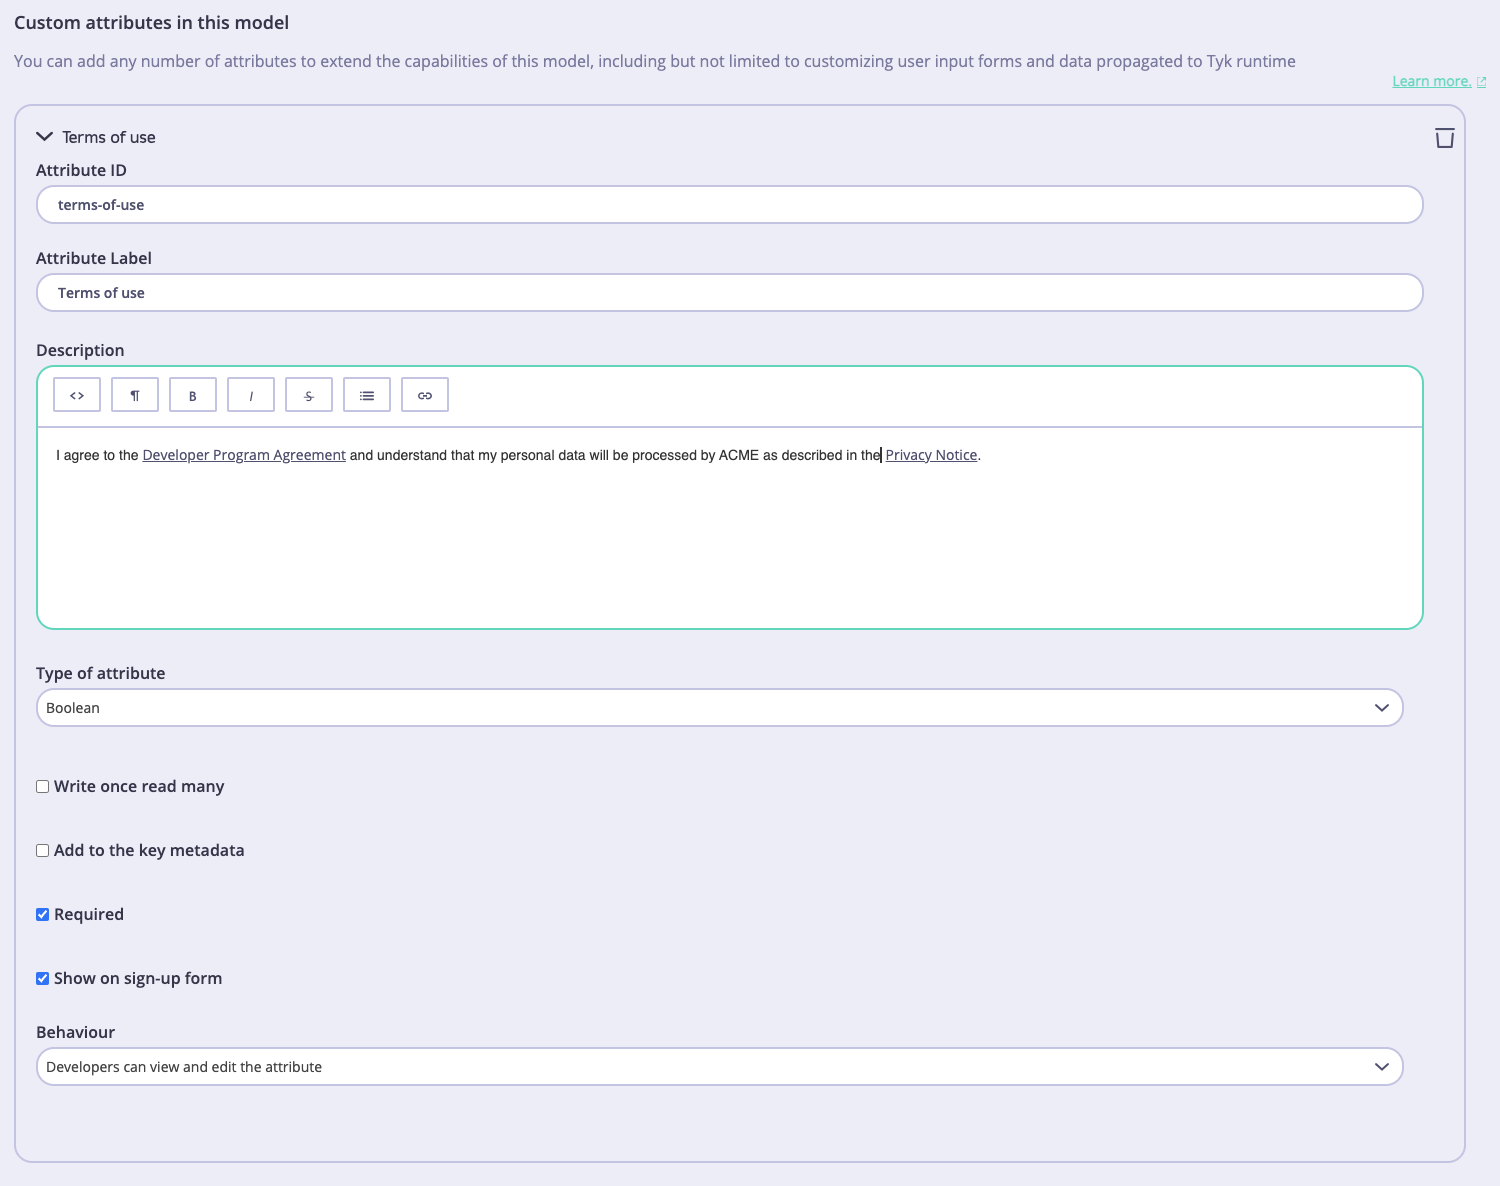 Custom attributes in this model
You can add any number of attributes to extend the capabilities of this model, including but not limited to customizing user input forms and data propagated to Tyk runtime
Learn more.
Terms of use
Attribute ID
terms-of-use
Attribute Label
Terms of use
Description
<> ¶ B I S
I agree to the Developer Program Agreement and understand that my personal data will be processed by ACME as described in the Privacy Notice.
Type of attribute
Boolean
Write once read many
Add to the key metadata
Required
Show on sign-up form
Behaviour
Developers can view and edit the attribute